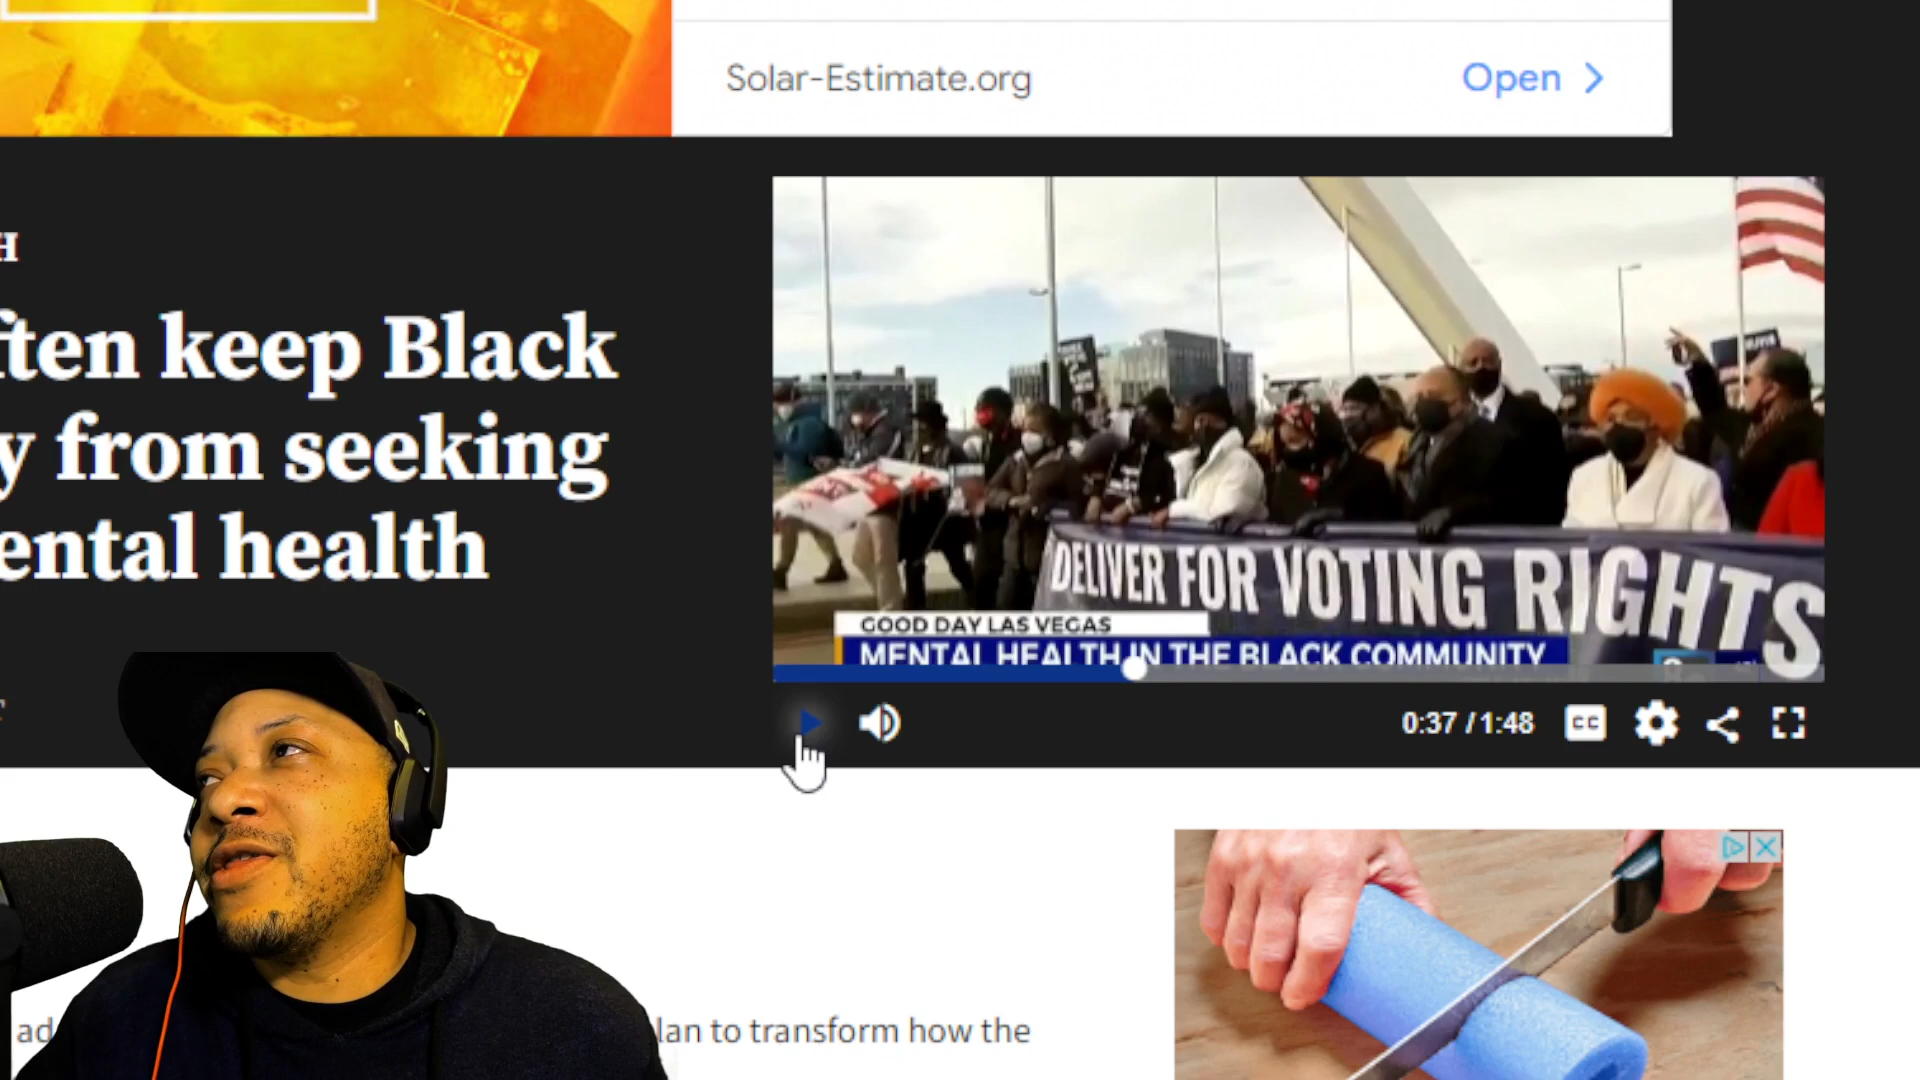 Solar-Estimate.org
Open
H
ften keep Black
y from seeking
ental health
DELIVER FOR VOTING RIGHTS
GOOD DAY LAS VEGAS
MENTAL HEALTH IN THE BLACK COMMUNITY
0:37 / 1:48
CC
ad
lan to transform how the